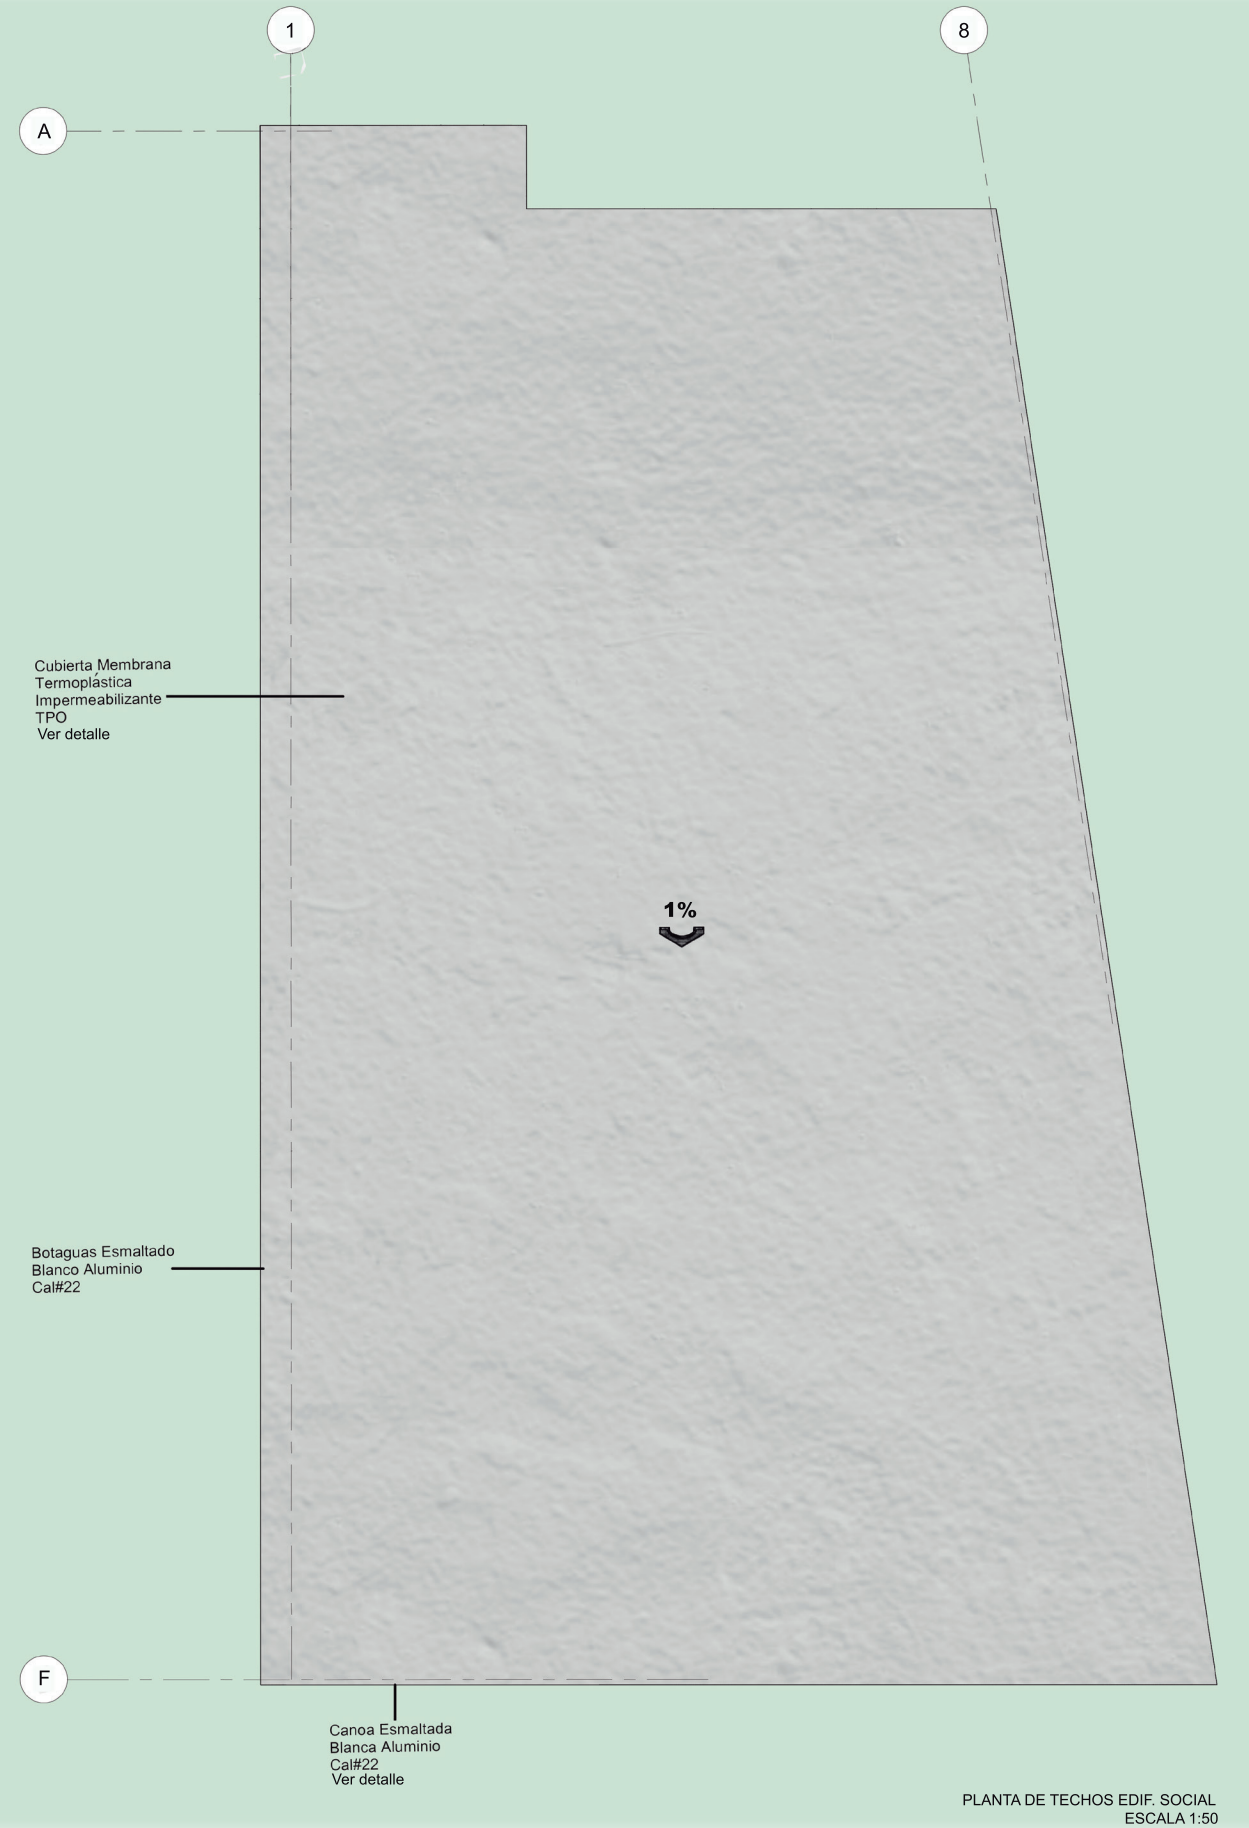 1
8
A
Cubierta Membrana
Termoplástica
Impermeabilizante
TPO
Ver detalle
1%
Botaguas Esmaltado
Blanco Aluminio
Cal#22
F
Canoa Esmaltada
Blanca Aluminio
Cal#22
Ver detalle
PLANTA DE TECHOS EDIF. SOCIAL
ESCALA 1:50